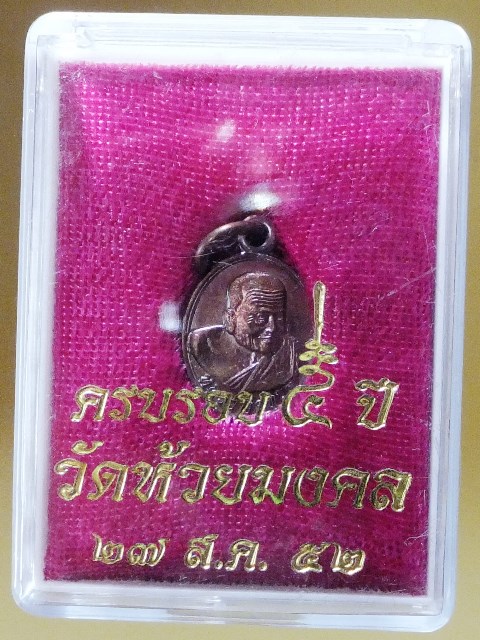 ครบรอบ ๕ ปี
วัดห้วยมงคล
๒๗ ส.ค. ๕๒